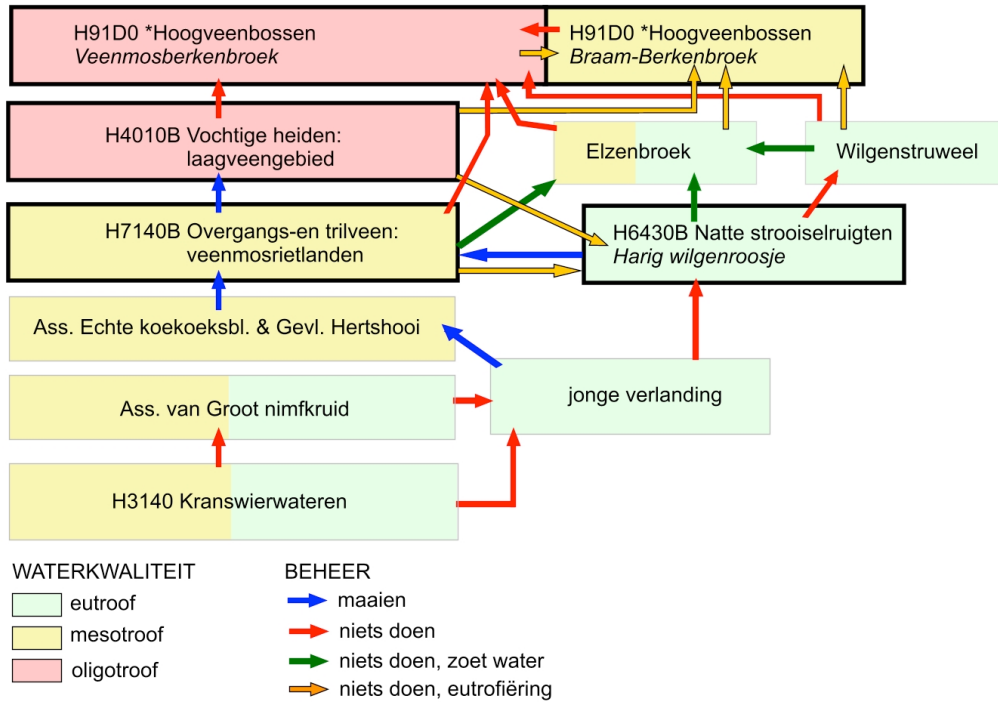 H91D0 *Hoogveenbossen
Veenmosberkenbroek
H91D0 *Hoogveenbossen
Braam-Berkenbroek
H4010B Vochtige heiden:
laagveengebied
Elzenbroek
Wilgenstruweel
H7140B Overgangs-en trilveen:
veenmosrietlanden
H6430B Natte strooiselruigten
Harig wilgenroosje
Ass. Echte koekoeksbl. & Gevl. Hertshooi
jonge verlanding
Ass. van Groot nimfkruid
H3140 Kranswierwateren
WATERKWALITEIT
eutroof
mesotroof
oligotroof
BEHEER
maaien
niets doen
niets doen, zoet water
niets doen, eutrofiëring